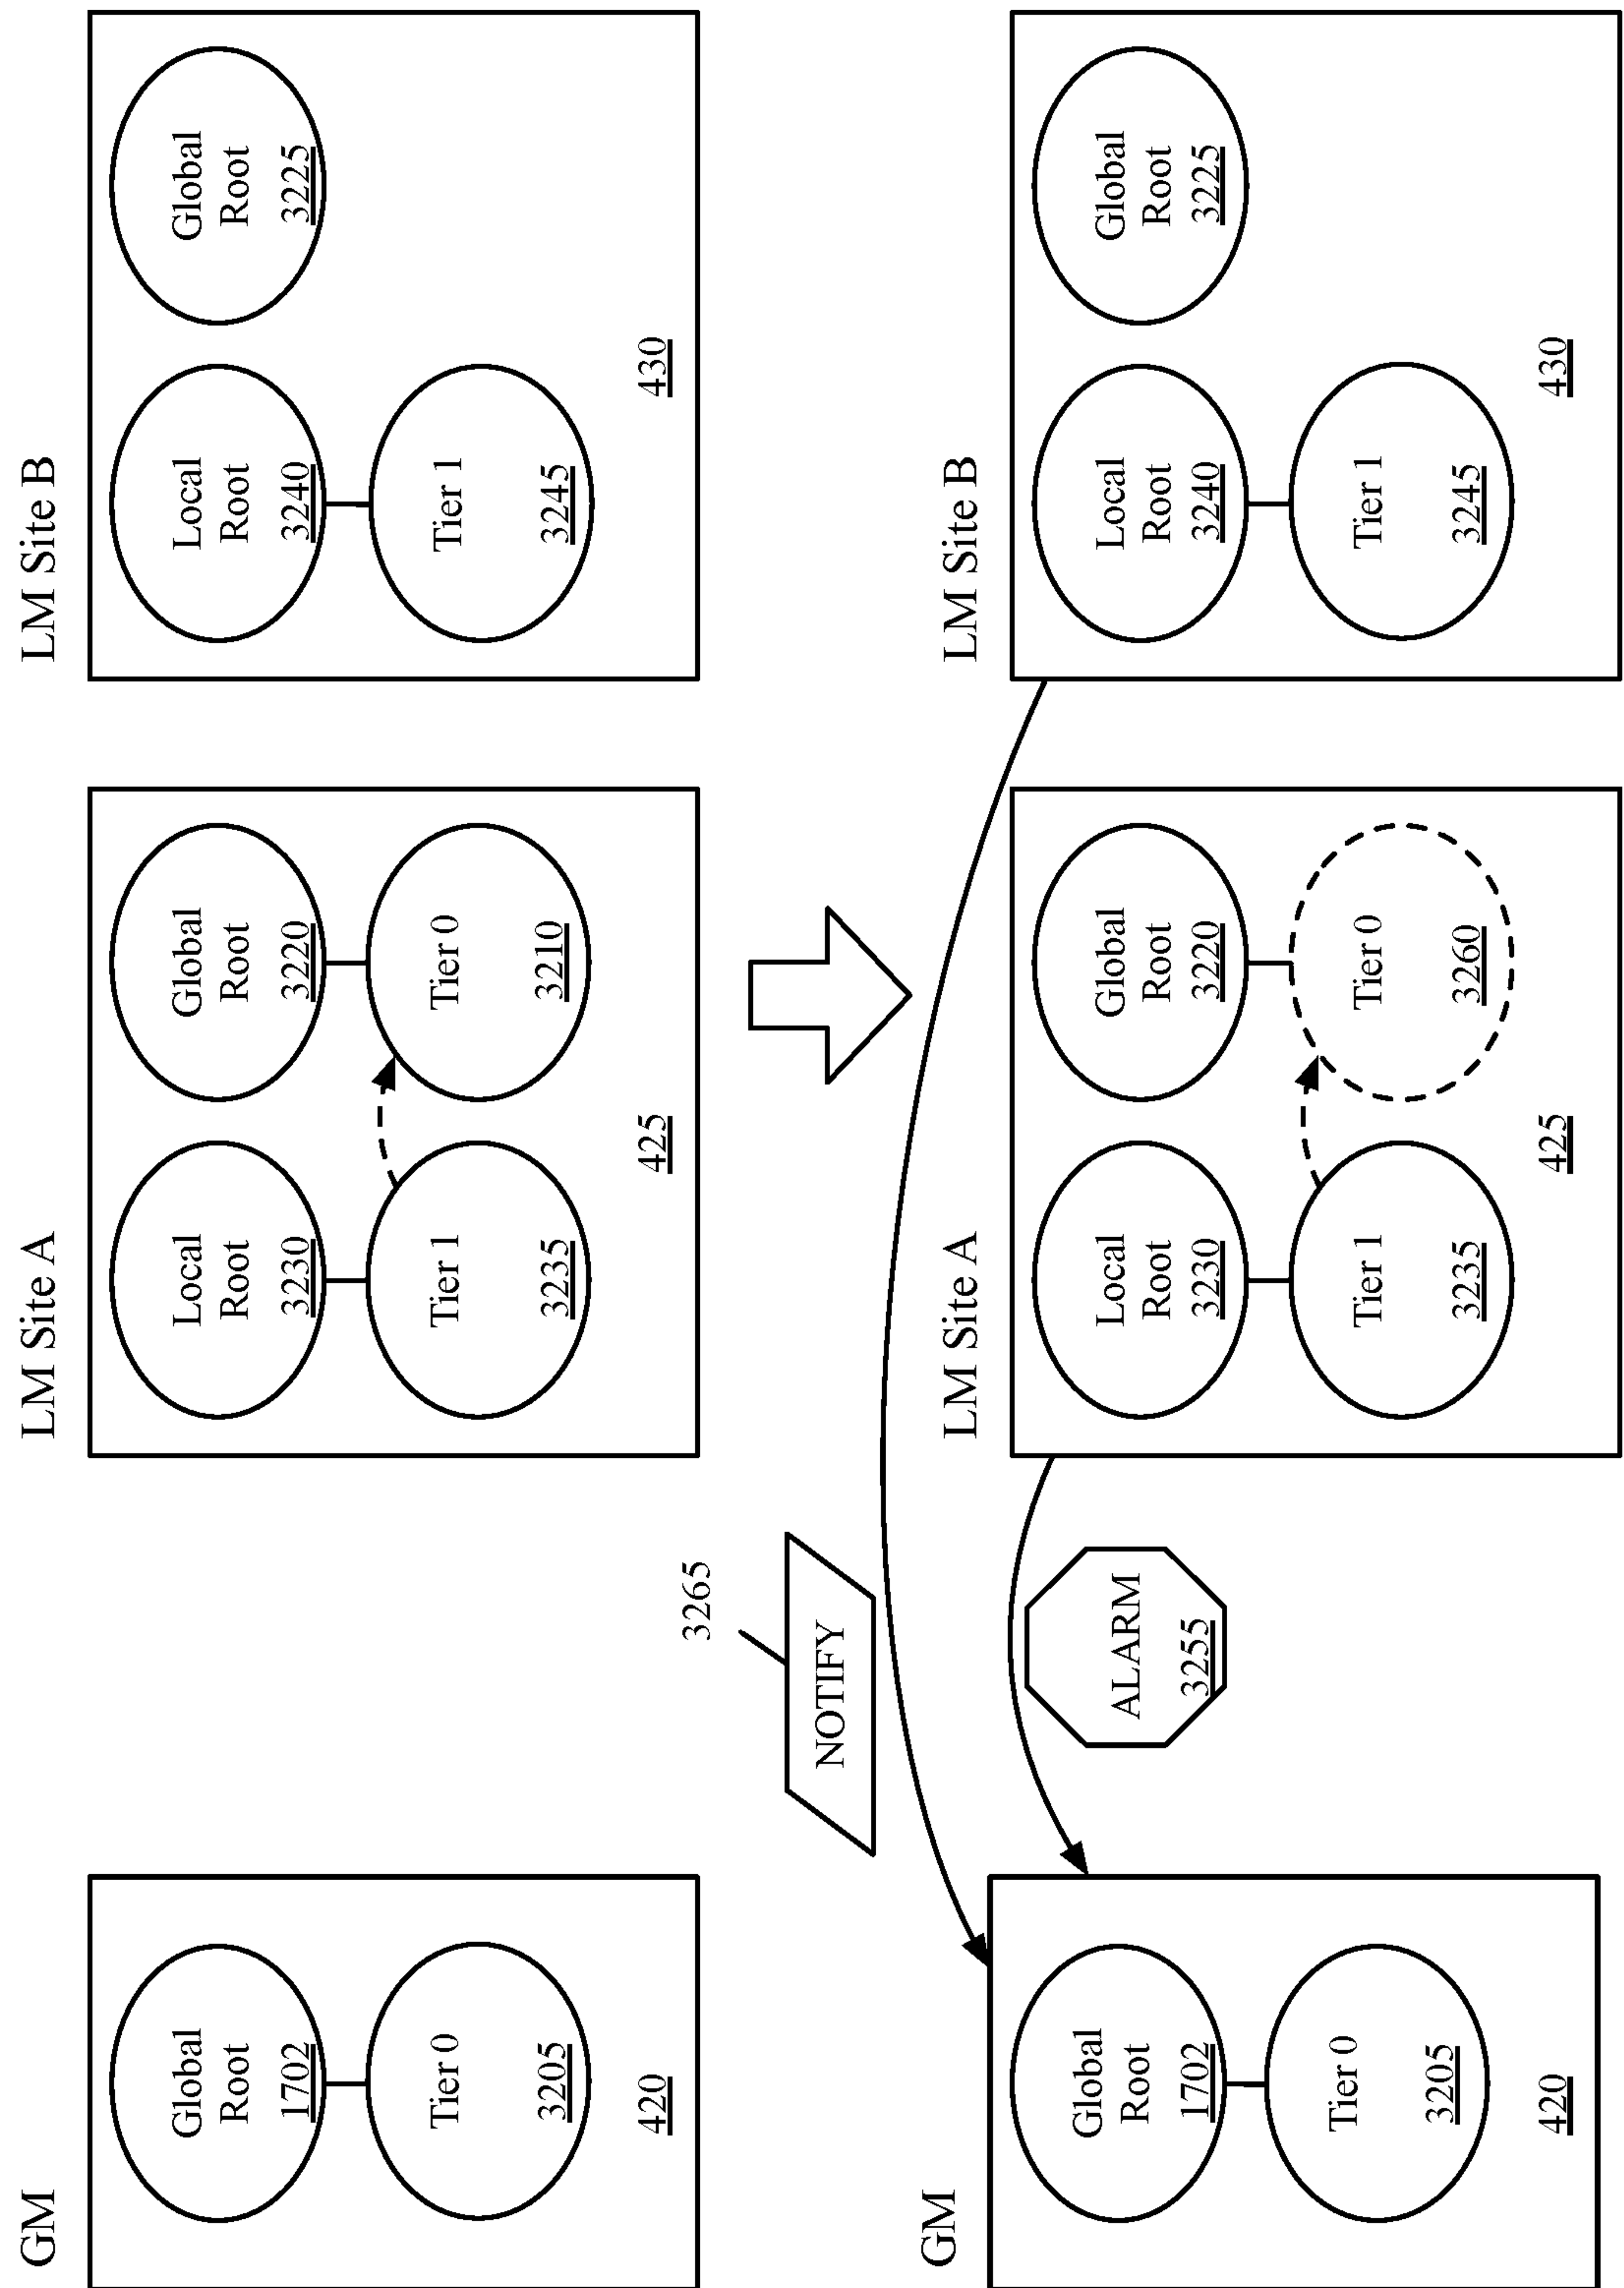 GM
Global
Root
1702
Tier 0
3205
420
LM Site A
Local
Root
3230
Global
Root
3220
Tier 1
3235
Tier 0
3210
425
LM Site B
Local
Root
3240
Global
Root
3225
Tier 1
3245
430
3265
NOTIFY
ALARM
3255
GM
Global
Root
1702
Tier 0
3205
420
LM Site A
Local
Root
3230
Global
Root
3220
Tier 1
3235
Tier 0
3260
425
LM Site B
Local
Root
3240
Global
Root
3225
Tier 1
3245
430